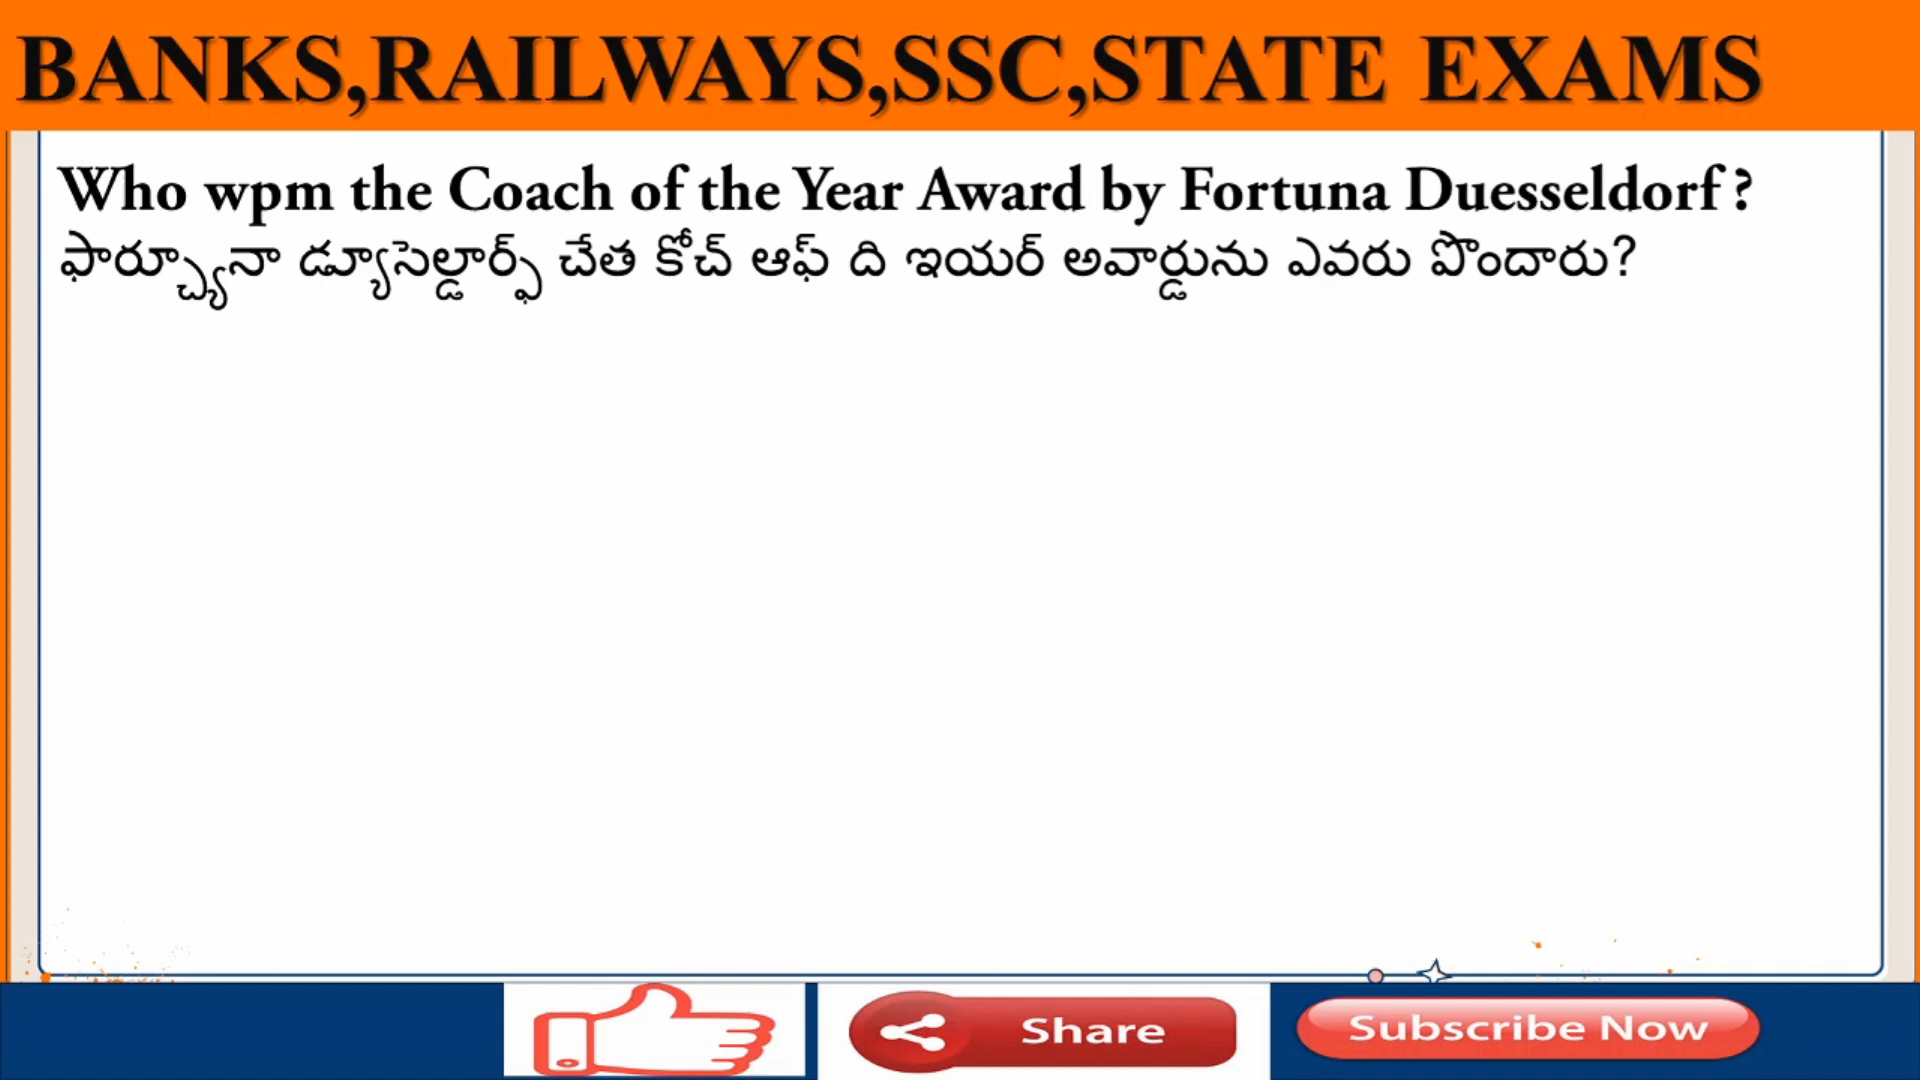 BANKS,RAILWAYS,SSC,STATE EXAMS
Who wpm the Coach of the Year Award by Fortuna Duesseldorf?
ఫార్చ్యూనా డ్యూసెల్డార్ఫ్ చేత కోచ్ ఆఫ్ ది ఇయర్ అవార్డును ఎవరు పొందారు?
Share
Subscribe Now